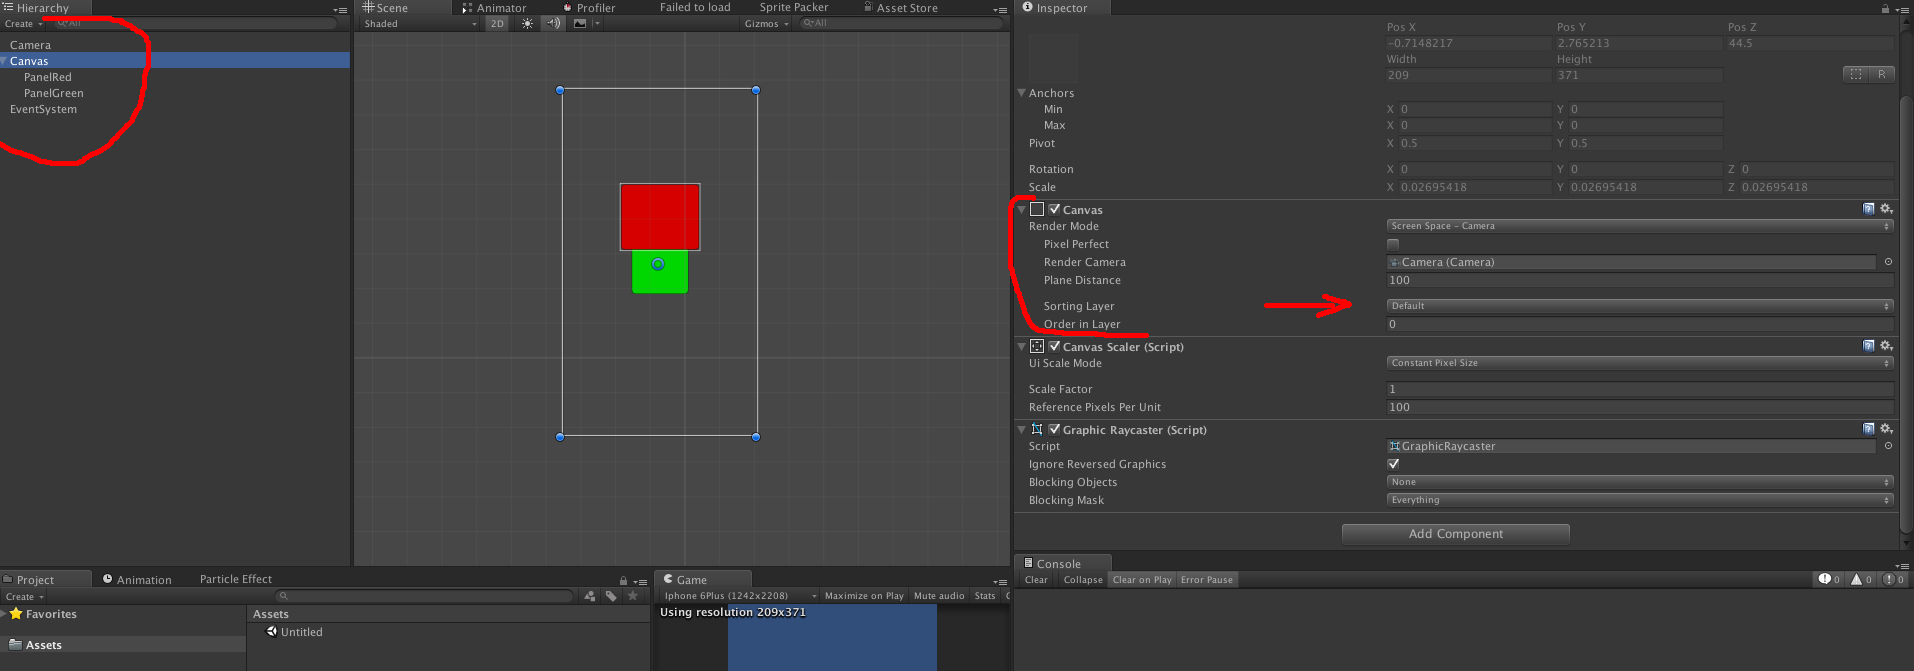 Hierarchy
Create
All
Camera
Canvas
PanelRed
PanelGreen
EventSystem
Scene
Animator
Profiler
Failed to load
Sprite Packer
Asset Store
Shaded
2D
Gizmos
All
Inspector
Pos X
Pos Y
Pos Z
-0.7148217
2.765213
44.5
Width
Height
209
371
R
Anchors
Min
X 0
Y 0
Max
X 0
Y 0
Pivot
X 0.5
Y 0.5
Rotation
X 0
Y 0
Z 0
Scale
X 0.02695418
Y 0.02695418
Z 0.02695418
Canvas
Render Mode
Screen Space - Camera
Pixel Perfect
Render Camera
Camera (Camera)
Plane Distance
100
Sorting Layer
Default
Order in Layer
0
Canvas Scaler (Script)
Ui Scale Mode
Constant Pixel Size
Scale Factor
1
Reference Pixels Per Unit
100
Graphic Raycaster (Script)
Script
GraphicRaycaster
Ignore Reversed Graphics
Blocking Objects
None
Blocking Mask
Everything
Add Component
Project
Animation
Particle Effect
Create
Favorites
Assets
Assets
Untitled
Game
Iphone 6Plus (1242x2208)
Maximize on Play
Mute audio
Stats
Using resolution 209x371
Console
Clear
Collapse
Clear on Play
Error Pause
0
0
0